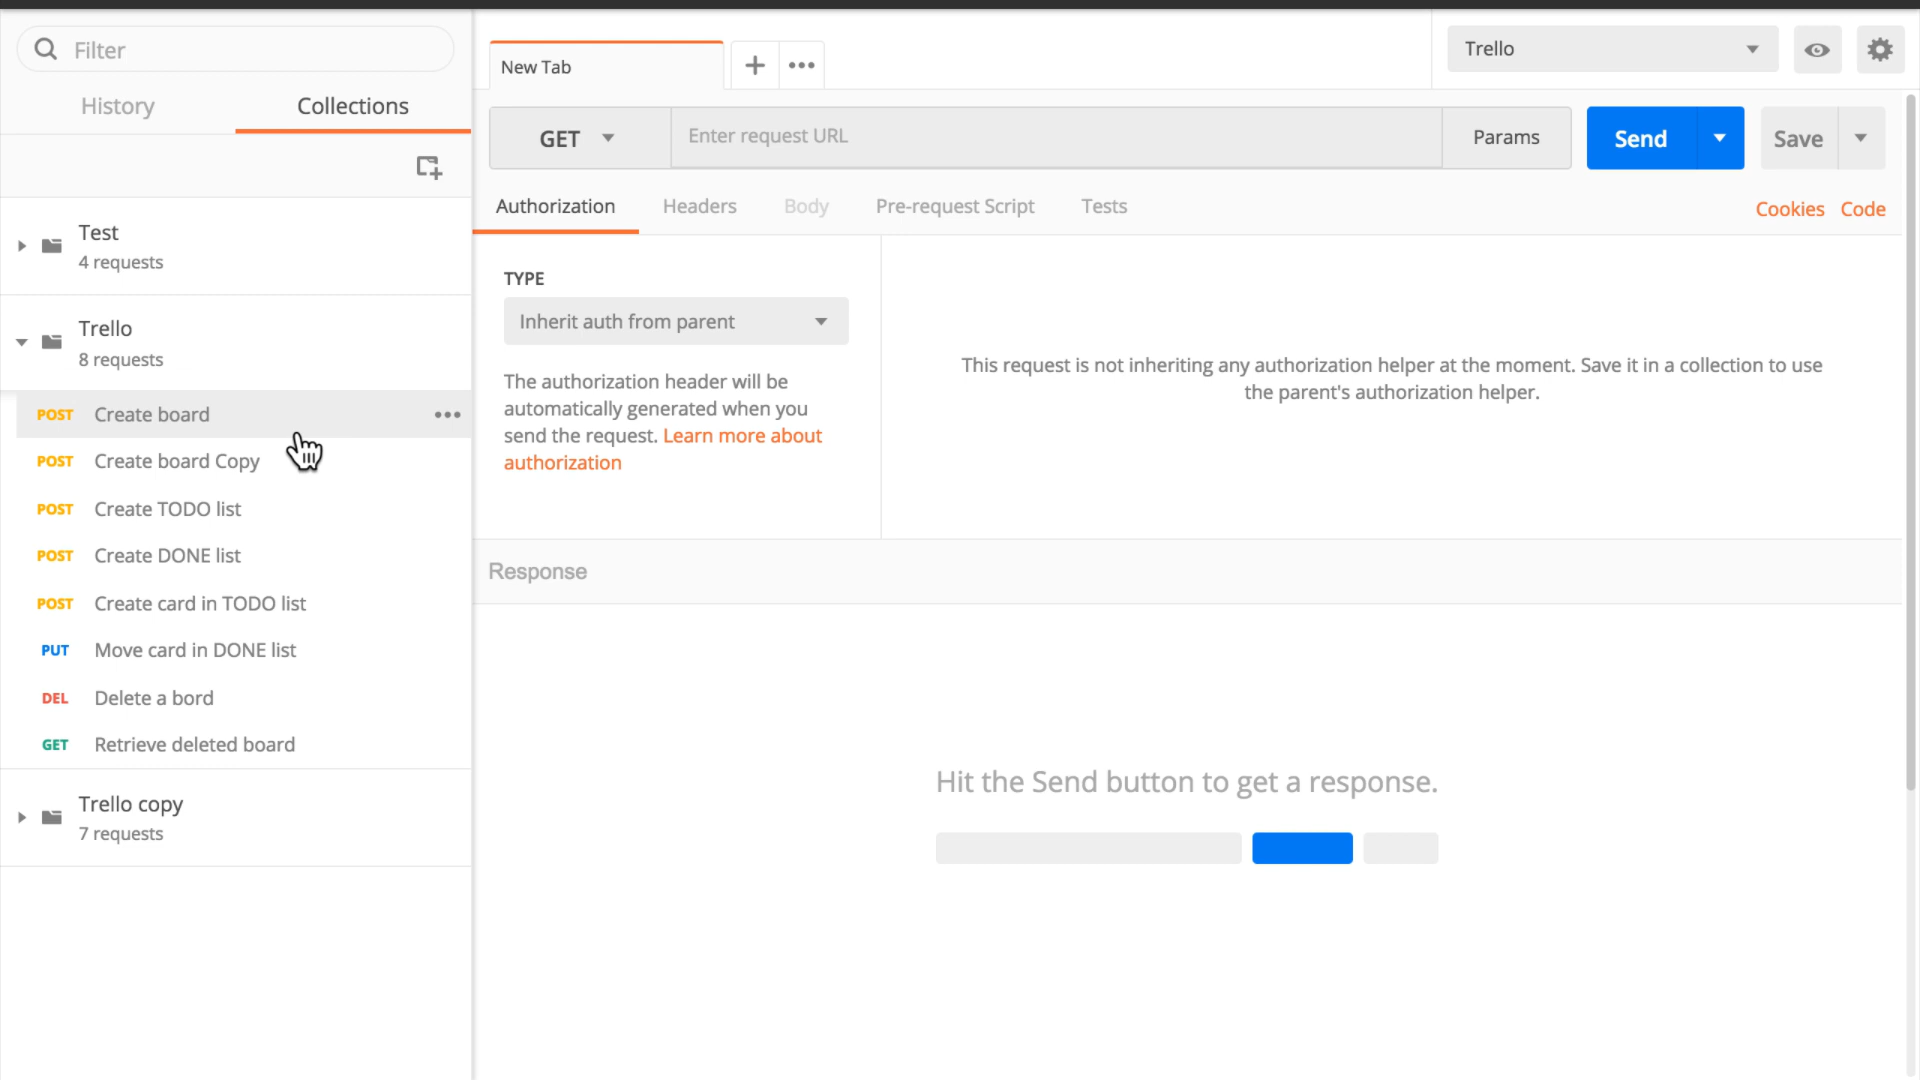 Filter
History
Collections
Test
4 requests
Trello
8 requests
POST Create board
POST Create board Copy
POST Create TODO list
POST Create DONE list
POST Create card in TODO list
PUT Move card in DONE list
DEL Delete a bord
GET Retrieve deleted board
Trello copy
7 requests
New Tab
Trello
GET
Enter request URL
Params
Send
Save
Authorization
Headers
Body
Pre-request Script
Tests
Cookies
Code
TYPE
Inherit auth from parent
The authorization header will be
automatically generated when you
send the request. Learn more about
authorization
This request is not inheriting any authorization helper at the moment. Save it in a collection to use
the parent's authorization helper.
Response
Hit the Send button to get a response.